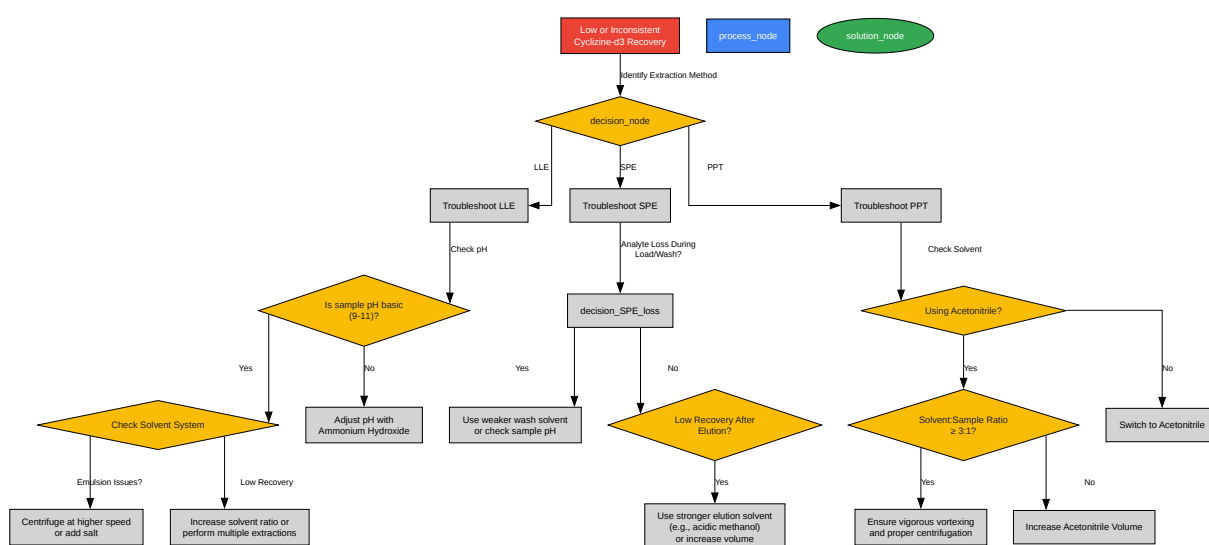 Low or Inconsistent
Cyclizine-d3 Recovery
process_node
solution_node
Identify Extraction Method
decision_node
LLE
SPE
PPT
Troubleshoot LLE
Troubleshoot SPE
Troubleshoot PPT
Check pH
Analyte Loss During
Load/Wash?
Check Solvent
Is sample pH basic
(9-11)?
decision_SPE_loss
Using Acetonitrile?
Yes
No
Yes
No
Yes
No
Check Solvent System
Adjust pH with
Ammonium Hydroxide
Use weaker wash solvent
or check sample pH
Low Recovery After
Elution?
Solvent:Sample Ratio
≥ 3:1?
Switch to Acetonitrile
Emulsion Issues?
Low Recovery
Yes
Yes
No
Centrifuge at higher speed
or add salt
Increase solvent ratio or
perform multiple extractions
Use stronger elution solvent
(e.g., acidic methanol)
or increase volume
Ensure vigorous vortexing
and proper centrifugation
Increase Acetonitrile Volume